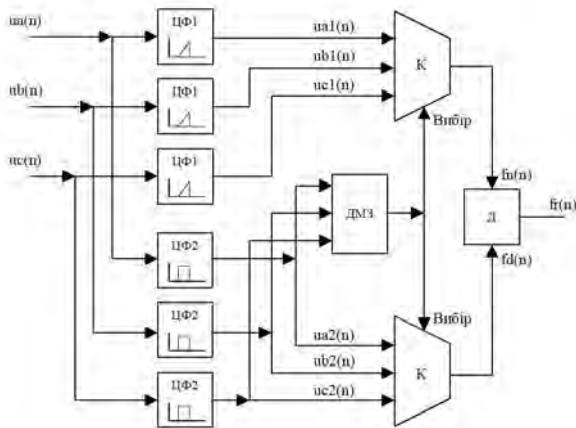 ua(n)
ЦФ1
ua1(n)
ub(n)
ЦФ1
ub1(n)
К
uc(n)
ЦФ1
uc1(n)
Вибір
fn(n)
ЦФ2
ДМЗ
Д
fr(n)
fd(n)
ЦФ2
ua2(n)
Вибір
ub2(n)
К
ЦФ2
uc2(n)